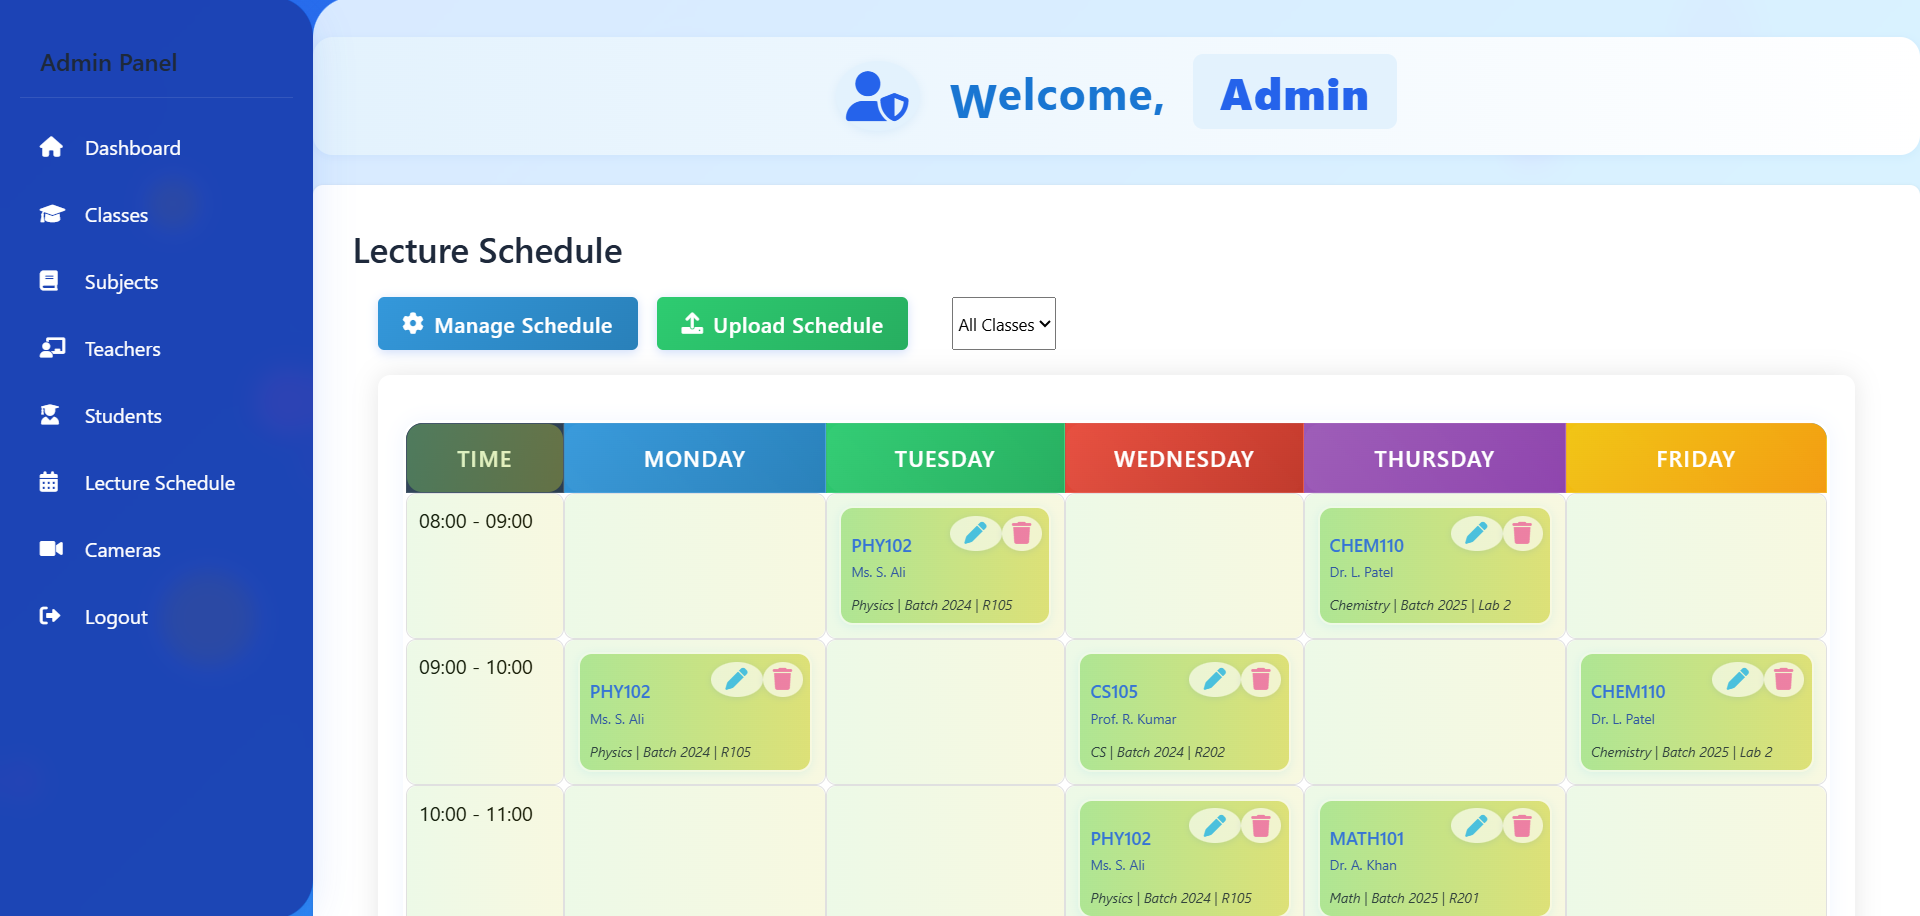 Admin Panel
Dashboard
Classes
Subjects
Teachers
Students
Lecture Schedule
Cameras
Logout
Welcome, Admin
Lecture Schedule
Manage Schedule
Upload Schedule
All Classes
TIME MONDAY TUESDAY WEDNESDAY THURSDAY FRIDAY
08:00 - 09:00
PHY102
Ms. S. Ali
Physics | Batch 2024 | R105
CHEM110
Dr. L. Patel
Chemistry | Batch 2025 | Lab 2
09:00 - 10:00
PHY102
Ms. S. Ali
Physics | Batch 2024 | R105
CS105
Prof. R. Kumar
CS | Batch 2024 | R202
CHEM110
Dr. L. Patel
Chemistry | Batch 2025 | Lab 2
10:00 - 11:00
PHY102
Ms. S. Ali
Physics | Batch 2024 | R105
MATH101
Dr. A. Khan
Math | Batch 2025 | R201